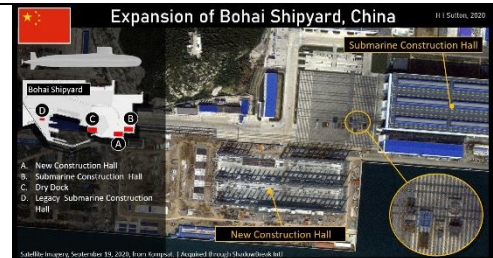 Expansion of Bohai Shipyard, China
H I Sutton, 2020
Submarine Construction Hall
Bohai Shipyard
D
C
B
A
A. New Construction Hall
B. Submarine Construction Hall
C. Dry Dock
D. Legacy Submarine Construction
Hall
New Construction Hall
Satellite Imagery, September 19, 2020, from Kompsat. | Acquired through ShadowBreak Intl